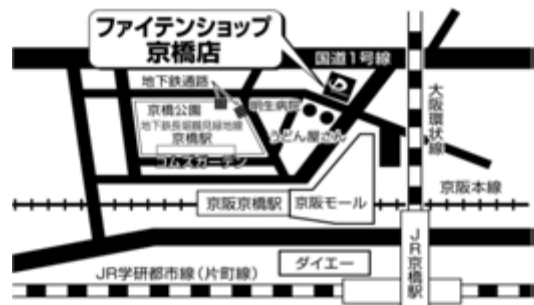 ファイテンショップ
京橋店
国道1号線
地下鉄通路
京橋公園
明生病院
地下鉄長堀鶴見緑地線
京橋駅
うどん屋さん
コムズガーデン
大阪環状線
京阪本線
京阪京橋駅
京阪モール
JR京橋駅
ダイエー
JR学研都市線(片町線)